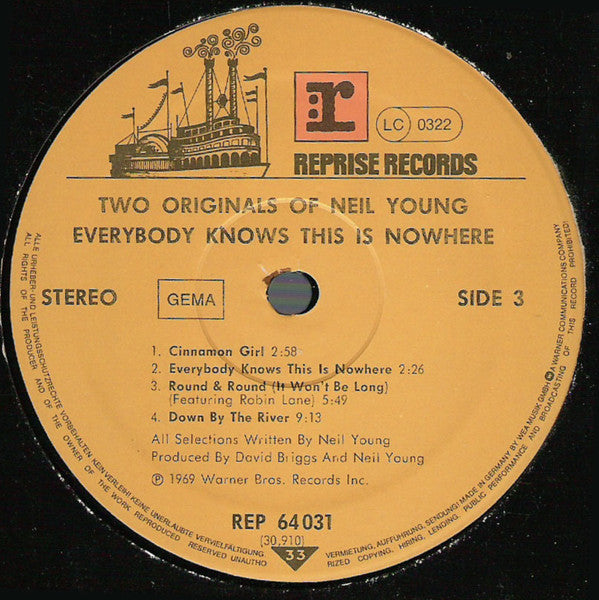 r
LC 0322
REPRISE RECORDS
TWO ORIGINALS OF NEIL YOUNG
EVERYBODY KNOWS THIS IS NOWHERE
STEREO
GEMA
SIDE 3
1. Cinnamon Girl 2:58
2. Everybody Knows This Is Nowhere 2:26
3. Round & Round (It Won't Be Long)
(Featuring Robin Lane) 5:49
4. Down By The River 9:13
All Selections Written By Neil Young
Produced By David Briggs And Neil Young
℗ 1969 Warner Bros. Records Inc.
REP 64 031
(30,910)
33
ALLE URHEBER- UND LEISTUNGSSCHUTZRECHTE VORBEHALTEN KEIN VERLEIH! KEINE UNERLAUBTE VERVIELFÄLTIGUNG,
VERMIETUNG, AUFFÜHRUNG, SENDUNG! MADE IN GERMANY BY WEA MUSIK GMBH A WARNER COMMUNICATIONS COMPANY
ALL RIGHTS OF THE PRODUCER AND OF THE OWNER OF THE WORK REPRODUCED RESERVED UNAUTHO
RIZED COPYING, HIRING, LENDING, PUBLIC PERFORMANCE AND BROADCASTING OF THIS RECORD PROHIBITED!